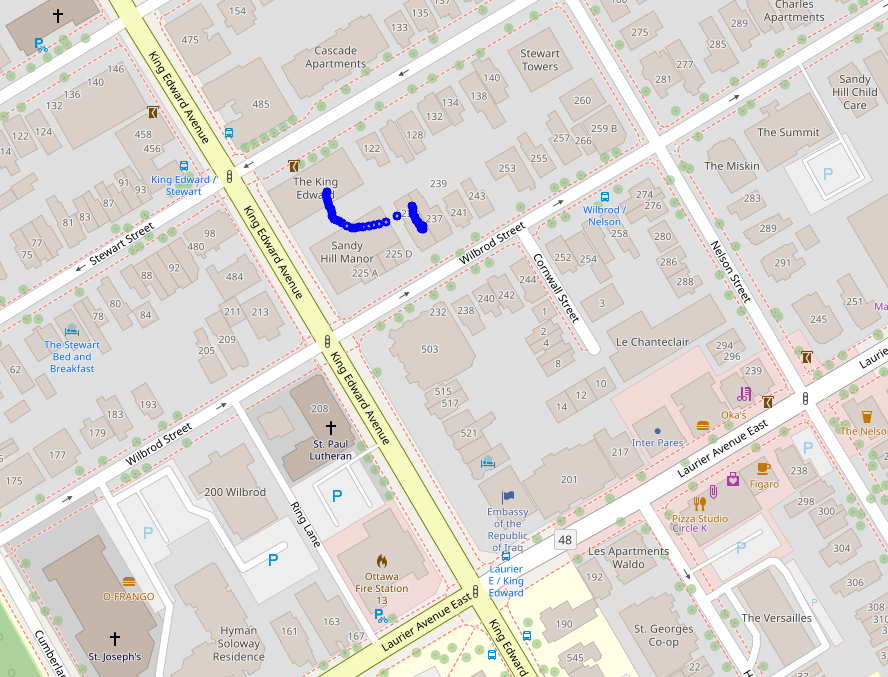 154
133
135
139
Charles
Apartments
475
Cascade
Apartments
275
285
289
281
277
Stewart
Towers
King Edward Avenue
146
140
136
132
124
122
14
485
140
138
134
132
128
122
260
259 B
266
257
255
253
Sandy
Hill Child
Care
The Summit
The Miskin
P
458
456
King Edward /
Stewart
The King
239
243
241
237
93
91
83
81
77
75
Stewart Street
98
480
484
King Edward Avenue
Sandy
Hill Manor
225 D
225 A
Wilbrod Street
Wilbrod /
Nelson
274
276
258
280
286
288
252
254
283
289
291
Nelson Street
Cornwall Street
3
80
78
88
84
211
213
205
209
The Stewart
Bed and
Breakfast
62
232
238
240
242
244
503
1
2
4
8
Le Chanteclair
294
296
245
239
Laurie
King Edward Avenue
515
517
10
12
14
521
193
183
179
177
175
Wilbrod Street
208
St. Paul
Lutheran
Oka's
Inter Pares
217
201
Laurier Avenue East
The Nelso
P
Figaro
238
298
300
304
306
Pizza Studio
Circle K
P
200 Wilbrod
P
P
P
Ring Lane
Embassy
of the
Republic
of Iraq
48
Laurier
E / King
Edward
Les Apartments
Waldo
192
Ottawa
Fire Station
13
O-FRANGO
St. Joseph's
Cumberla
Hyman
Soloway
Residence
161
163
167
Laurier Avenue East
King Edward
190
545
St. Georges
Co-op
22
The Versailles
P